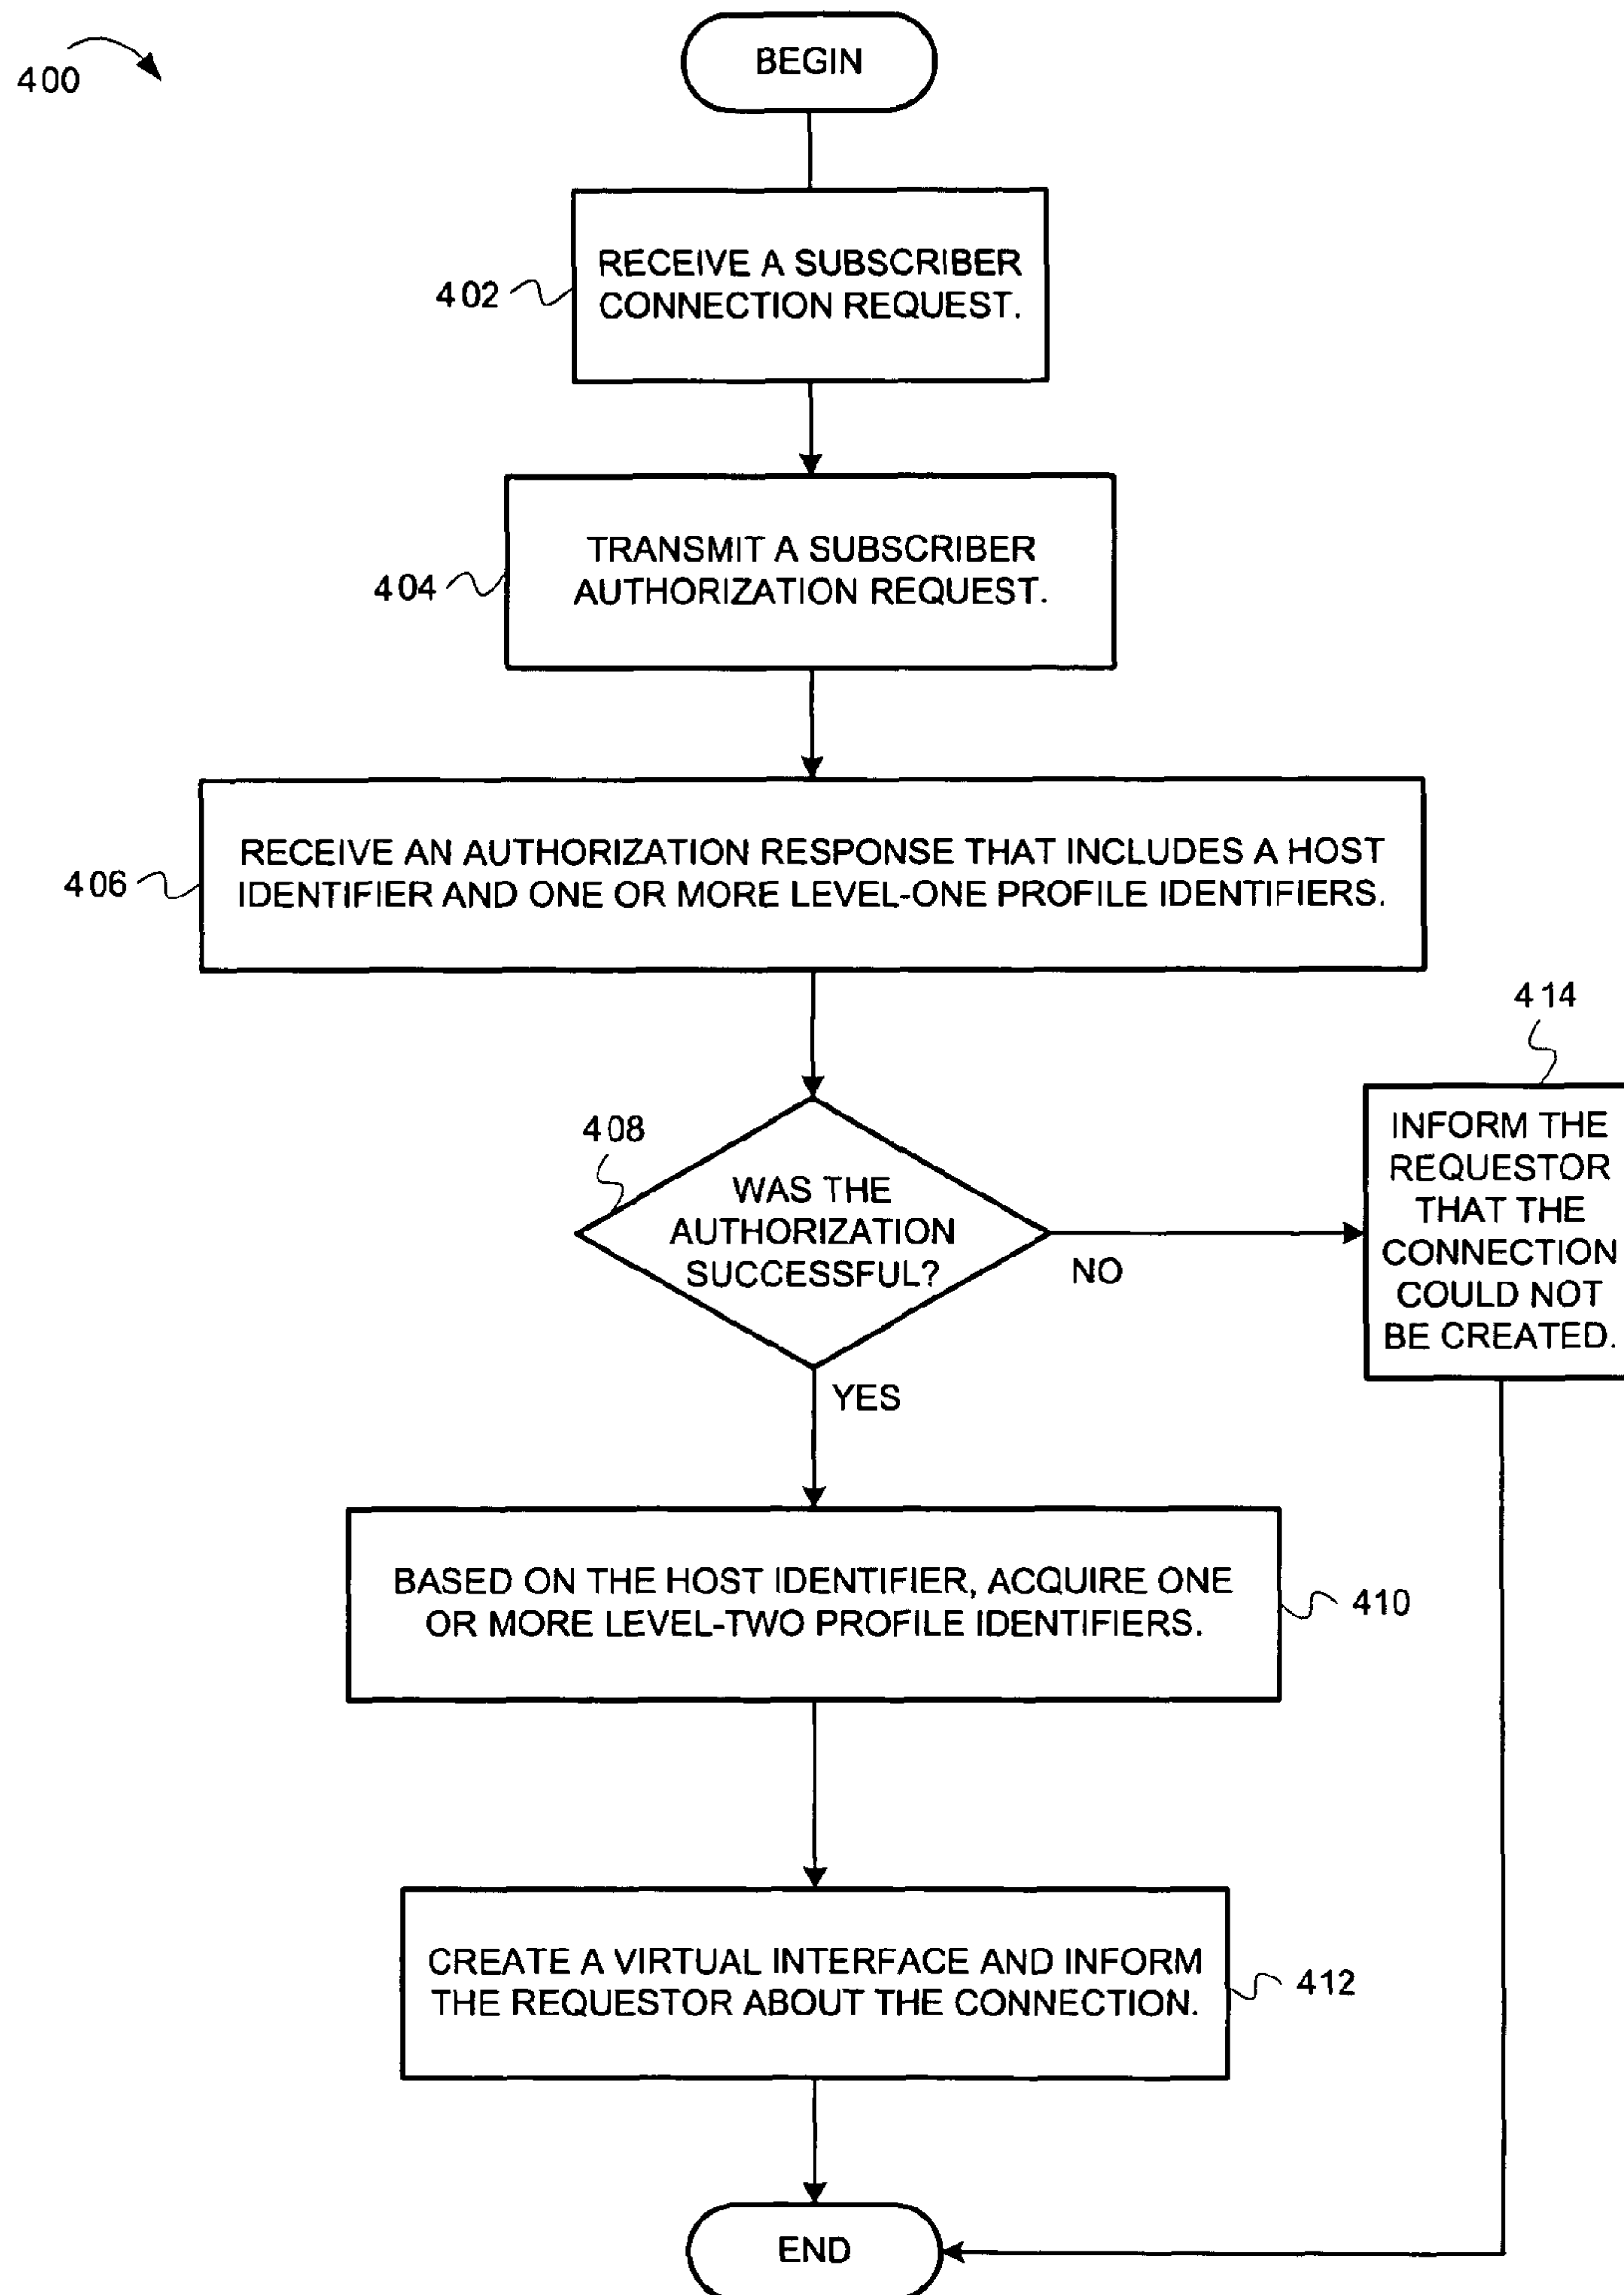 400
BEGIN
402
RECEIVE A SUBSCRIBER
CONNECTION REQUEST.
404
TRANSMIT A SUBSCRIBER
AUTHORIZATION REQUEST.
406
RECEIVE AN AUTHORIZATION RESPONSE THAT INCLUDES A HOST
IDENTIFIER AND ONE OR MORE LEVEL-ONE PROFILE IDENTIFIERS.
408
WAS THE
AUTHORIZATION
SUCCESSFUL?
NO
414
INFORM THE
REQUESTOR
THAT THE
CONNECTION
COULD NOT
BE CREATED.
YES
BASED ON THE HOST IDENTIFIER, ACQUIRE ONE
OR MORE LEVEL-TWO PROFILE IDENTIFIERS.
410
CREATE A VIRTUAL INTERFACE AND INFORM
THE REQUESTOR ABOUT THE CONNECTION.
412
END